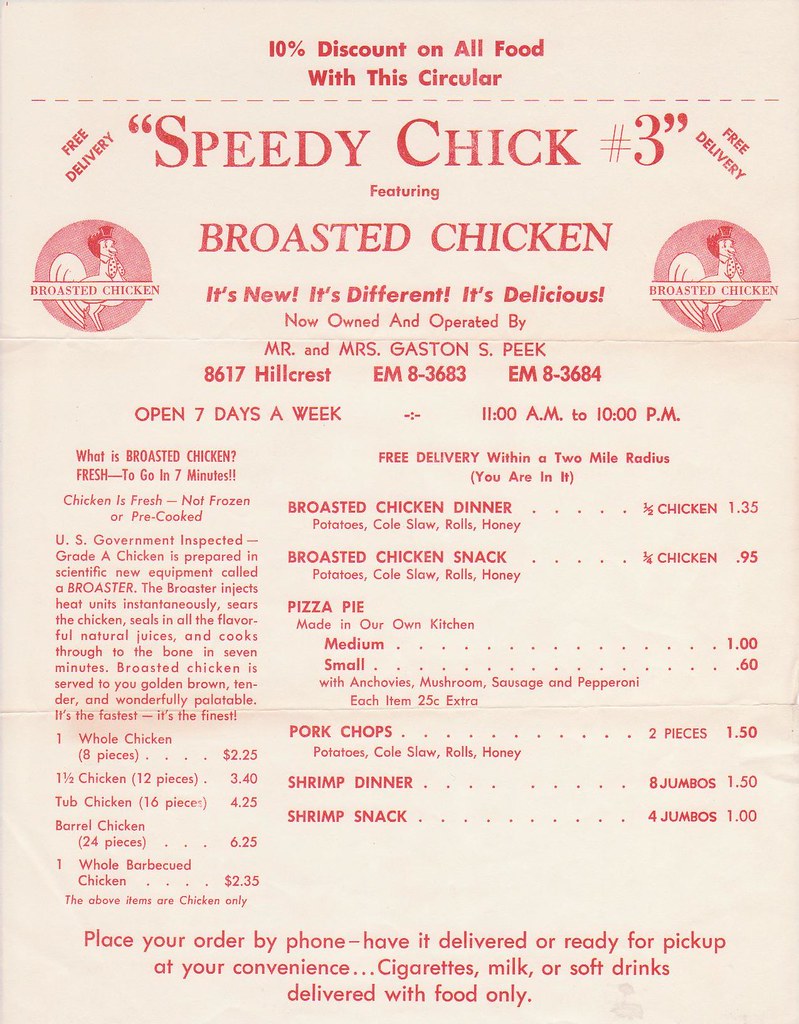 10% Discount on All Food
With This Circular
FREE
DELIVERY
"SPEEDY CHICK #3"
FREE
DELIVERY
Featuring
BROASTED CHICKEN
BROASTED CHICKEN
BROASTED CHICKEN
It's New! It's Different! It's Delicious!
Now Owned And Operated By
MR. and MRS. GASTON S. PEEK
8617 Hillcrest EM 8-3683 EM 8-3684
OPEN 7 DAYS A WEEK -:- 11:00 A.M. to 10:00 P.M.
What is BROASTED CHICKEN?
FRESH—To Go In 7 Minutes!!
Chicken Is Fresh — Not Frozen
or Pre-Cooked
U. S. Government Inspected —
Grade A Chicken is prepared in
scientific new equipment called
a BROASTER. The Broaster injects
heat units instantaneously, sears
the chicken, seals in all the flavor-
ful natural juices, and cooks
through to the bone in seven
minutes. Broasted chicken is
served to you golden brown, ten-
der, and wonderfully palatable.
It's the fastest — it's the finest!
1 Whole Chicken
(8 pieces) . . . . $2.25
1½ Chicken (12 pieces) . 3.40
Tub Chicken (16 pieces) 4.25
Barrel Chicken
(24 pieces) . . . 6.25
1 Whole Barbecued
Chicken . . . . $2.35
The above items are Chicken only
FREE DELIVERY Within a Two Mile Radius
(You Are In It)
BROASTED CHICKEN DINNER . . . . . ½ CHICKEN 1.35
Potatoes, Cole Slaw, Rolls, Honey
BROASTED CHICKEN SNACK . . . . . ¼ CHICKEN .95
Potatoes, Cole Slaw, Rolls, Honey
PIZZA PIE
Made in Our Own Kitchen
Medium . . . . . . . . . . . . . . . 1.00
Small . . . . . . . . . . . . . . . . .60
with Anchovies, Mushroom, Sausage and Pepperoni
Each Item 25c Extra
PORK CHOPS . . . . . . . . . . . 2 PIECES 1.50
Potatoes, Cole Slaw, Rolls, Honey
SHRIMP DINNER . . . . . . . . . 8 JUMBOS 1.50
SHRIMP SNACK . . . . . . . . . . 4 JUMBOS 1.00
Place your order by phone—have it delivered or ready for pickup
at your convenience...Cigarettes, milk, or soft drinks
delivered with food only.